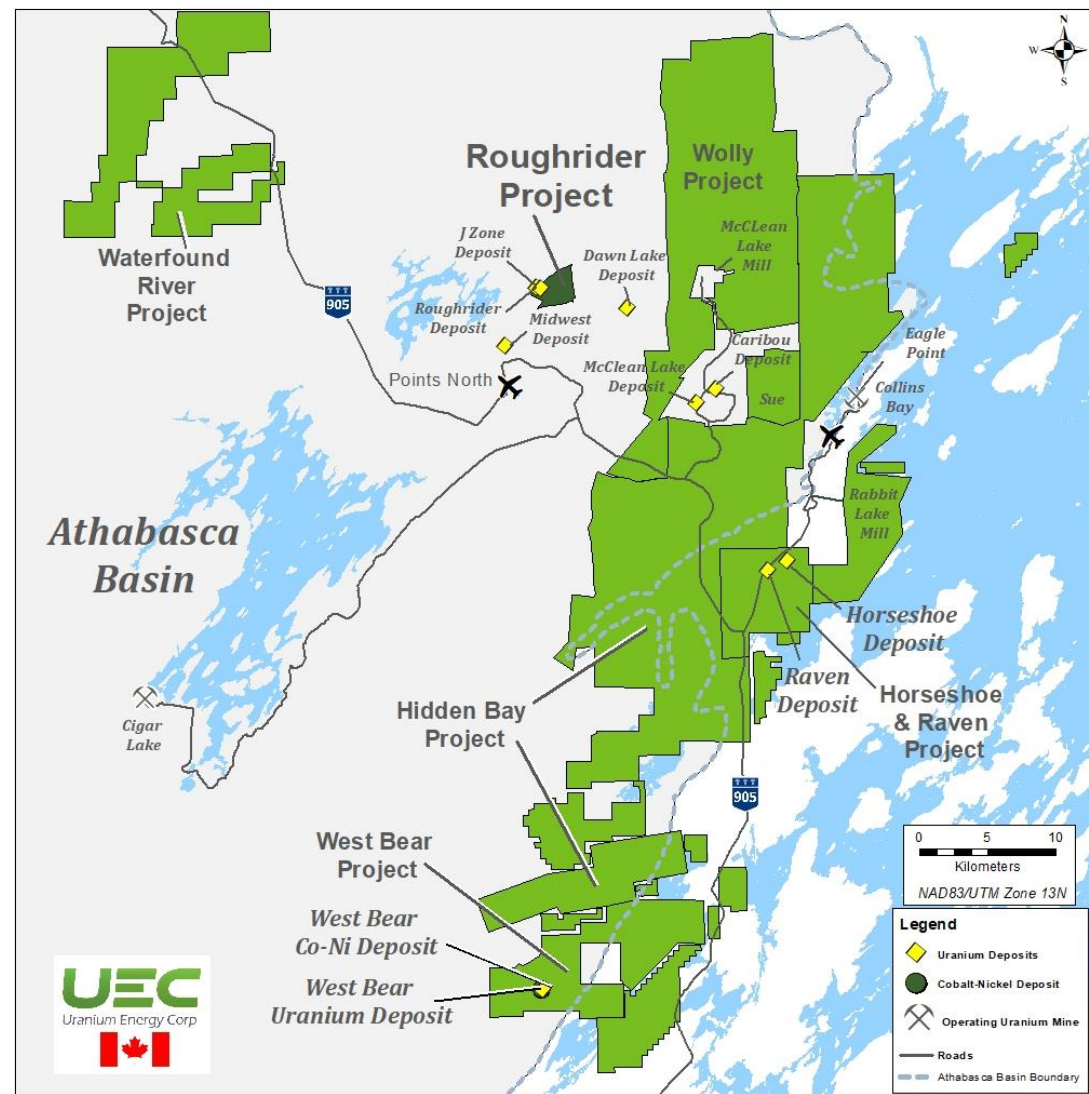 N
W
S
Roughrider
Project
Wolly
Project
J Zone
Deposit
Dawn Lake
Deposit
McCLean
Lake
Mill
Waterfound
River
Project
905
Roughrider
Deposit
Midwest
Deposit
Eagle
Point
Caribou
Deposit
McClean Lake
Deposit
Points North
Sue
Collins
Bay
Rabbit
Lake
Mill
Athabasca
Basin
Horseshoe
Deposit
Raven
Deposit
Horseshoe
& Raven
Project
Cigar
Lake
Hidden Bay
Project
905
West Bear
Project
West Bear
Co-Ni Deposit
West Bear
Uranium Deposit
0 5 10
Kilometers
NAD83/UTM Zone 13N
Legend
Uranium Deposits
Cobalt-Nickel Deposit
Operating Uranium Mine
Roads
Athabasca Basin Boundary
UEC
Uranium Energy Corp